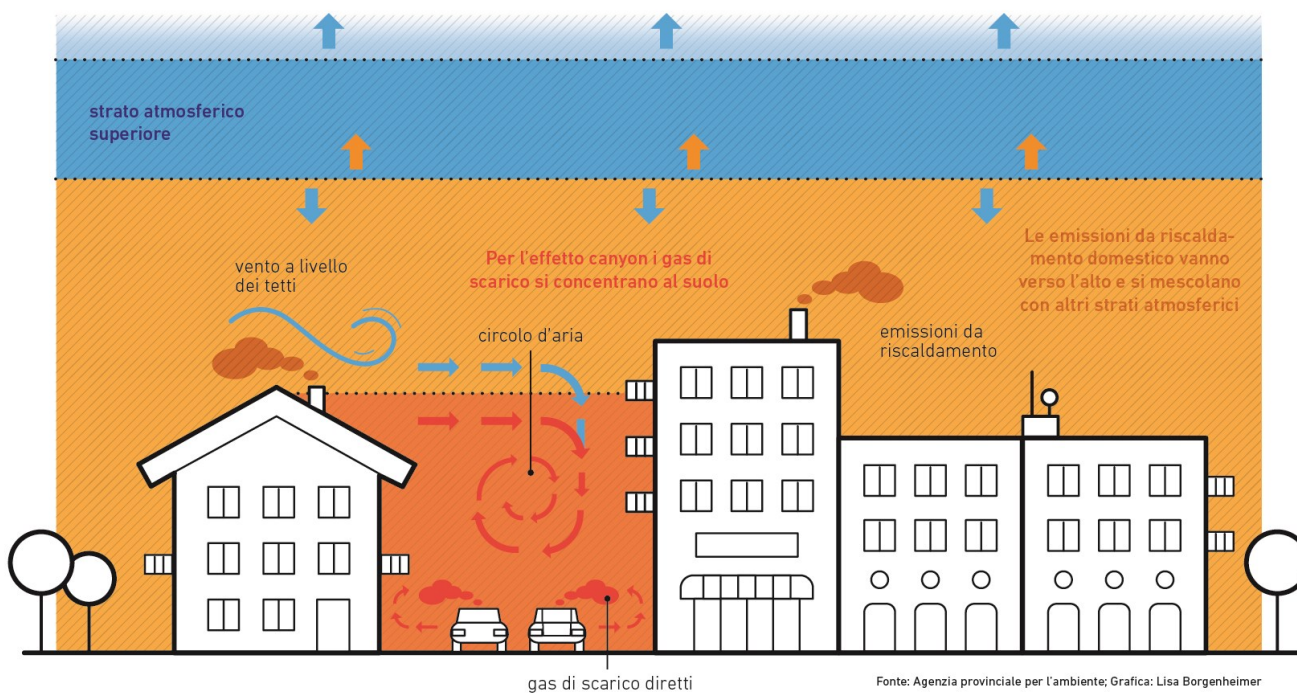 strato atmosferico
superiore
vento a livello
dei tetti
Per l'effetto canyon i gas di
scarico si concentrano al suolo
Le emissioni da riscalda-
mento domestico vanno
verso l'alto e si mescolano
con altri strati atmosferici
circolo d'aria
emissioni da
riscaldamento
gas di scarico diretti
Fonte: Agenzia provinciale per l'ambiente; Grafica: Lisa Borgenheimer